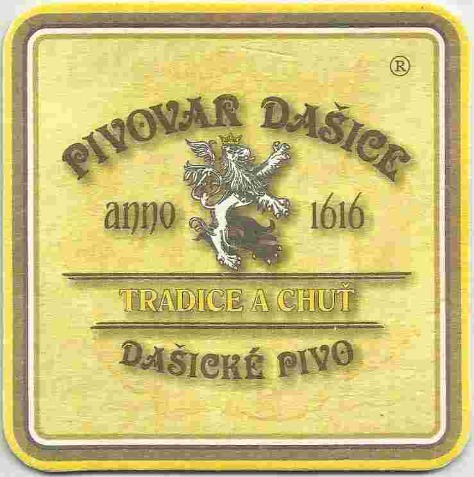 ®
PIVOVAR DAŠICE
anno 1616
TRADICE A CHUŤ
DAŠICKÉ PIVO